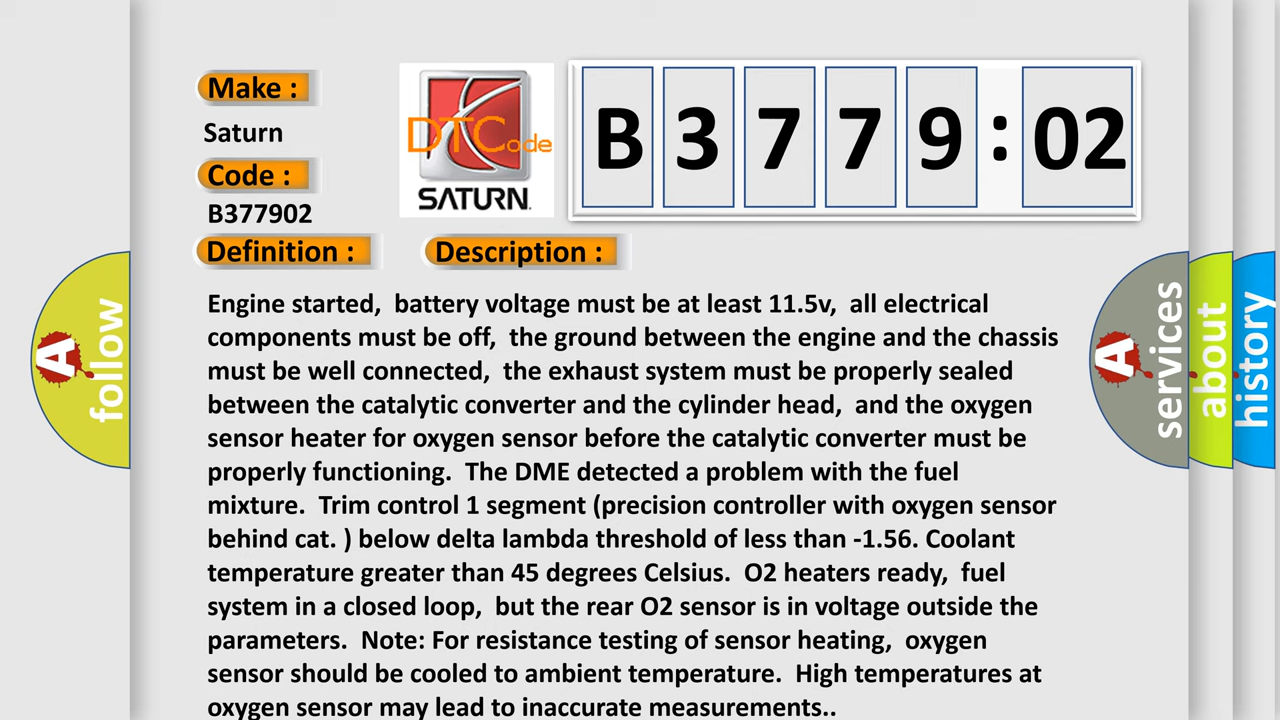 Make :
Saturn
Code :
B377902
DTCode
SATURN
B3779:02
Definition :
Description :
Engine started, battery voltage must be at least 11.5v, all electrical
components must be off, the ground between the engine and the chassis
must be well connected, the exhaust system must be properly sealed
between the catalytic converter and the cylinder head, and the oxygen
sensor heater for oxygen sensor before the catalytic converter must be
properly functioning. The DME detected a problem with the fuel
mixture. Trim control 1 segment (precision controller with oxygen sensor
behind cat. ) below delta lambda threshold of less than -1.56. Coolant
temperature greater than 45 degrees Celsius. O2 heaters ready, fuel
system in a closed loop, but the rear O2 sensor is in voltage outside the
parameters. Note: For resistance testing of sensor heating, oxygen
sensor should be cooled to ambient temperature. High temperatures at
oxygen sensor may lead to inaccurate measurements..
A follow
A services
about
history